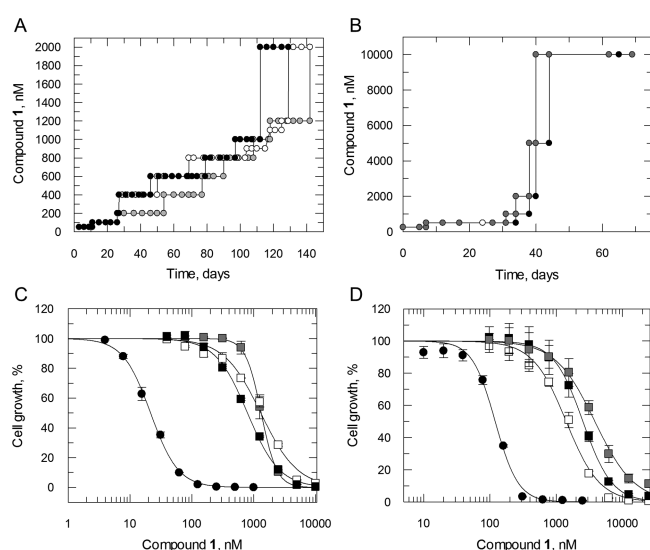 A
2000
1800
1600
1400
1200
1000
800
600
400
200
0
Compound 1, nM
0 20 40 60 80 100 120 140
Time, days
B
10000
8000
6000
4000
2000
0
Compound 1, nM
0 20 40 60
Time, days
C
120
100
80
60
40
20
0
Cell growth, %
1 10 100 1000 10000
Compound 1, nM
D
120
100
80
60
40
20
0
Cell growth, %
10 100 1000 10000
Compound 1, nM